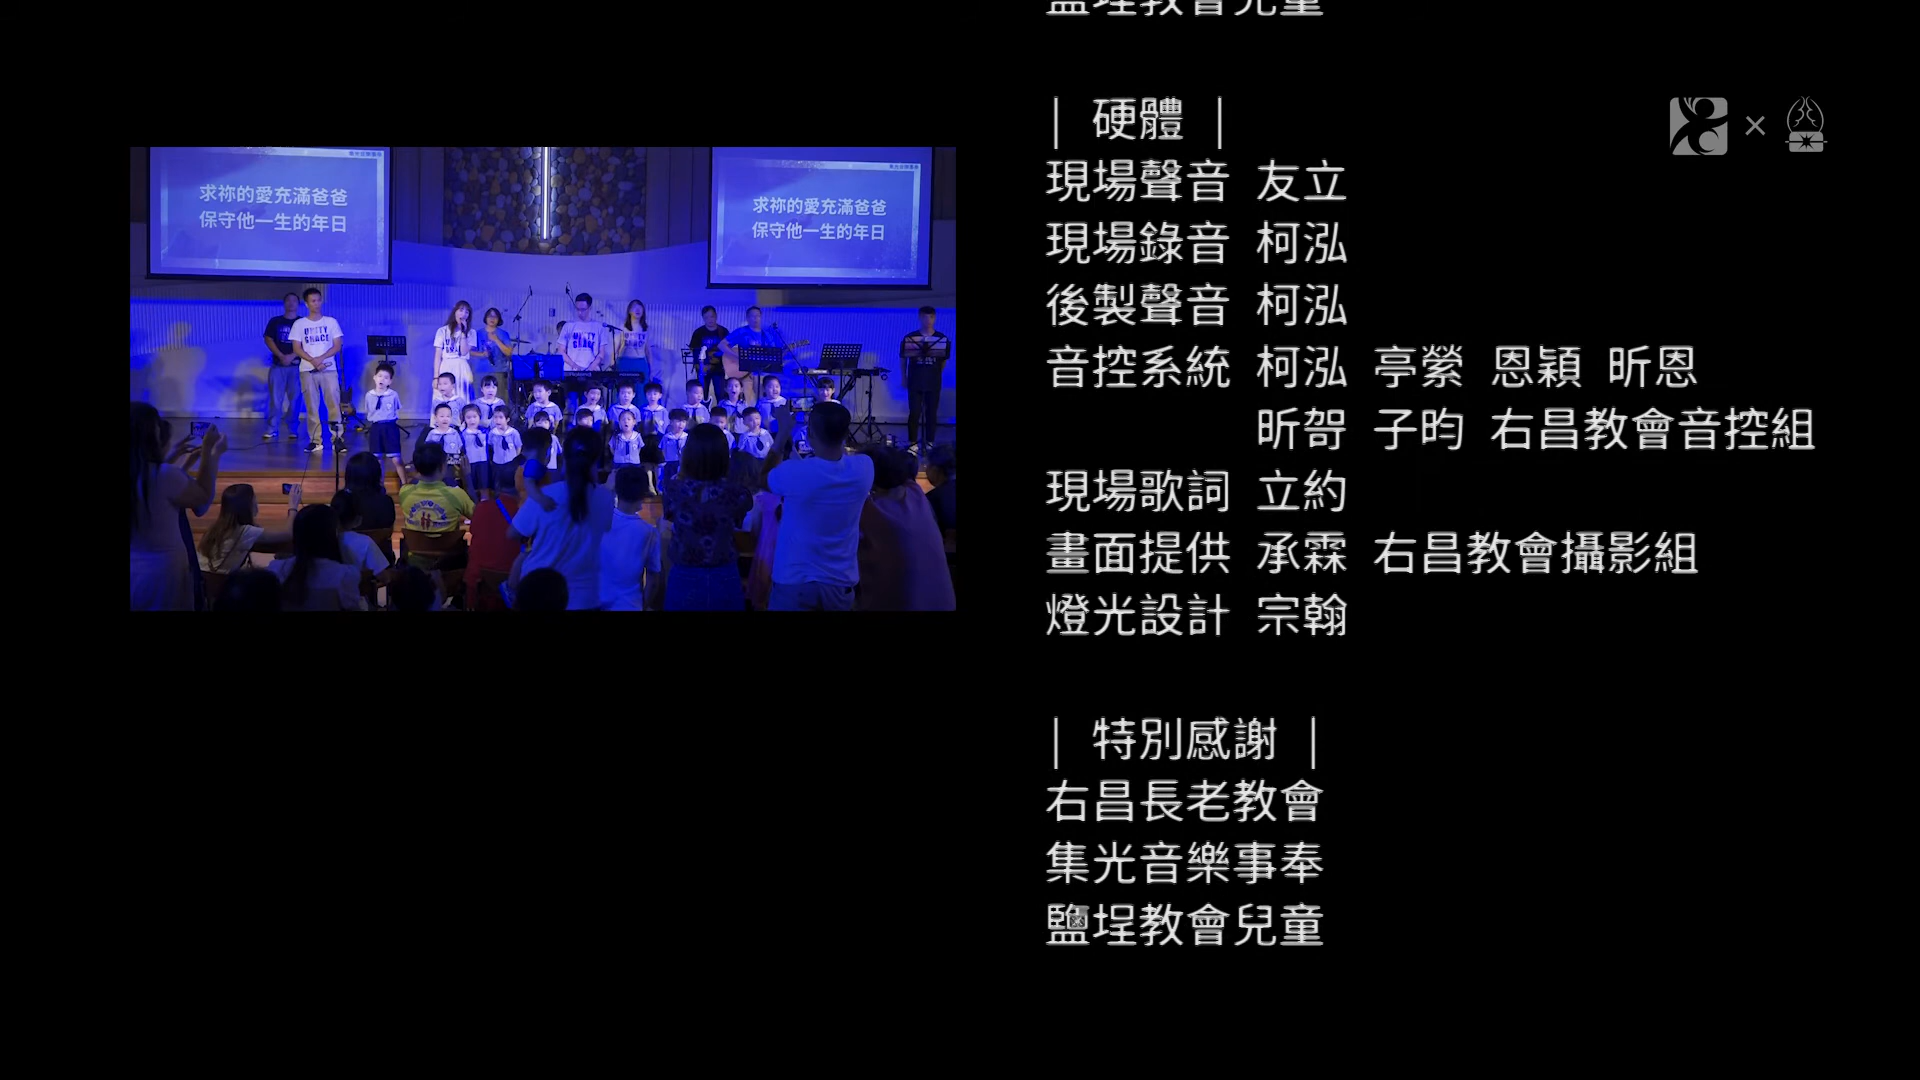 求祢的愛充滿爸爸
保守他一生的年日
求祢的愛充滿爸爸
保守他一生的年日
UNITY
鹽埕教會兒童
| 硬體 |
現場聲音 友立
現場錄音 柯泓
後製聲音 柯泓
音控系統 柯泓 亭縈 恩穎 昕恩
昕哿 子昀 右昌教會音控組
現場歌詞 立約
畫面提供 承霖 右昌教會攝影組
燈光設計 宗翰
| 特別感謝 |
右昌長老教會
集光音樂事奉
鹽埕教會兒童